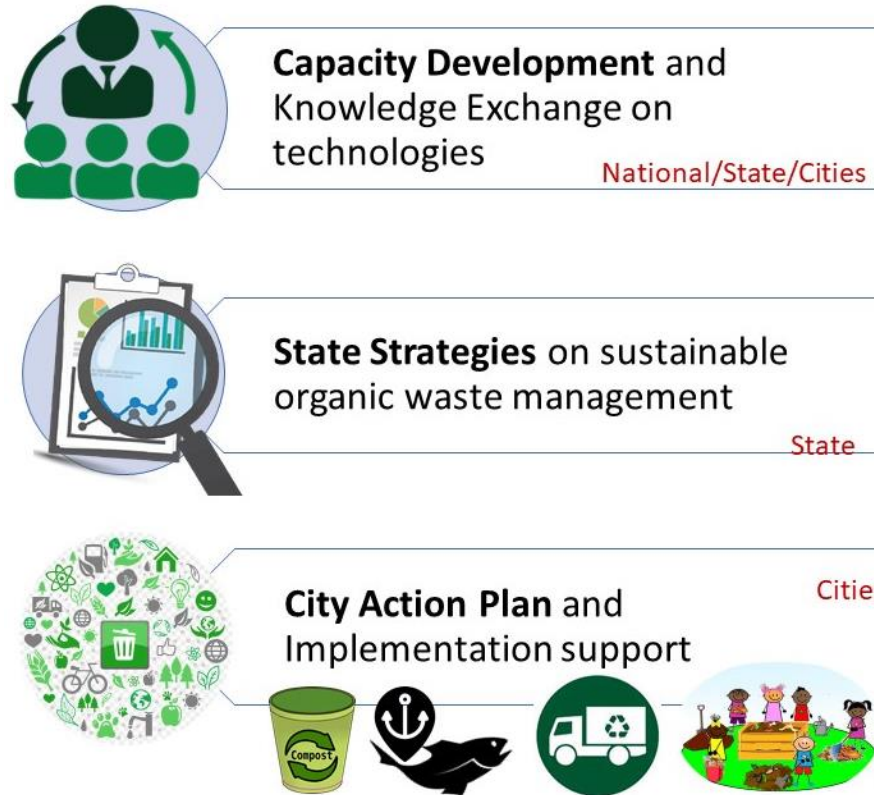 Capacity Development and
Knowledge Exchange on
technologies
National/State/Cities
State Strategies on sustainable
organic waste management
State
City Action Plan and
Implementation support
Citie
Compost